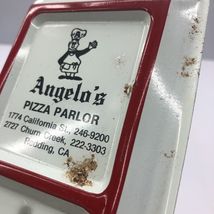 Angelo's
PIZZA PARLOR
1774 California St. 246-9200
2727 Churn Creek, 222-3303
Redding, CA